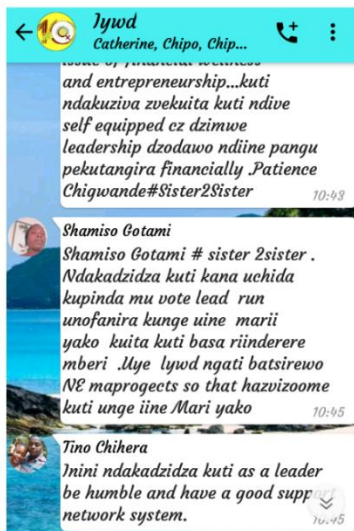 Iywd
Catherine, Chipo, Chip...
issue of financial wellness
and entrepreneurship...kuti
ndakuziva zvekuita kuti ndive
self equipped cz dzimwe
leadership dzodawo ndiine pangu
pekutangira financially .Patience
Chigwande#Sister2Sister
10:43
Shamiso Gotami
Shamiso Gotami # sister 2sister .
Ndakadzidza kuti kana uchida
kupinda mu vote lead run
unofanira kunge uine marii
yako kuita kuti basa riinderere
mberi .Uye lywd ngati batsirewo
NE maprogects so that hazvizoome
kuti unge iine Mari yako
10:45
Tino Chihera
Inini ndakadzidza kuti as a leader
be humble and have a good support
network system.
10:45